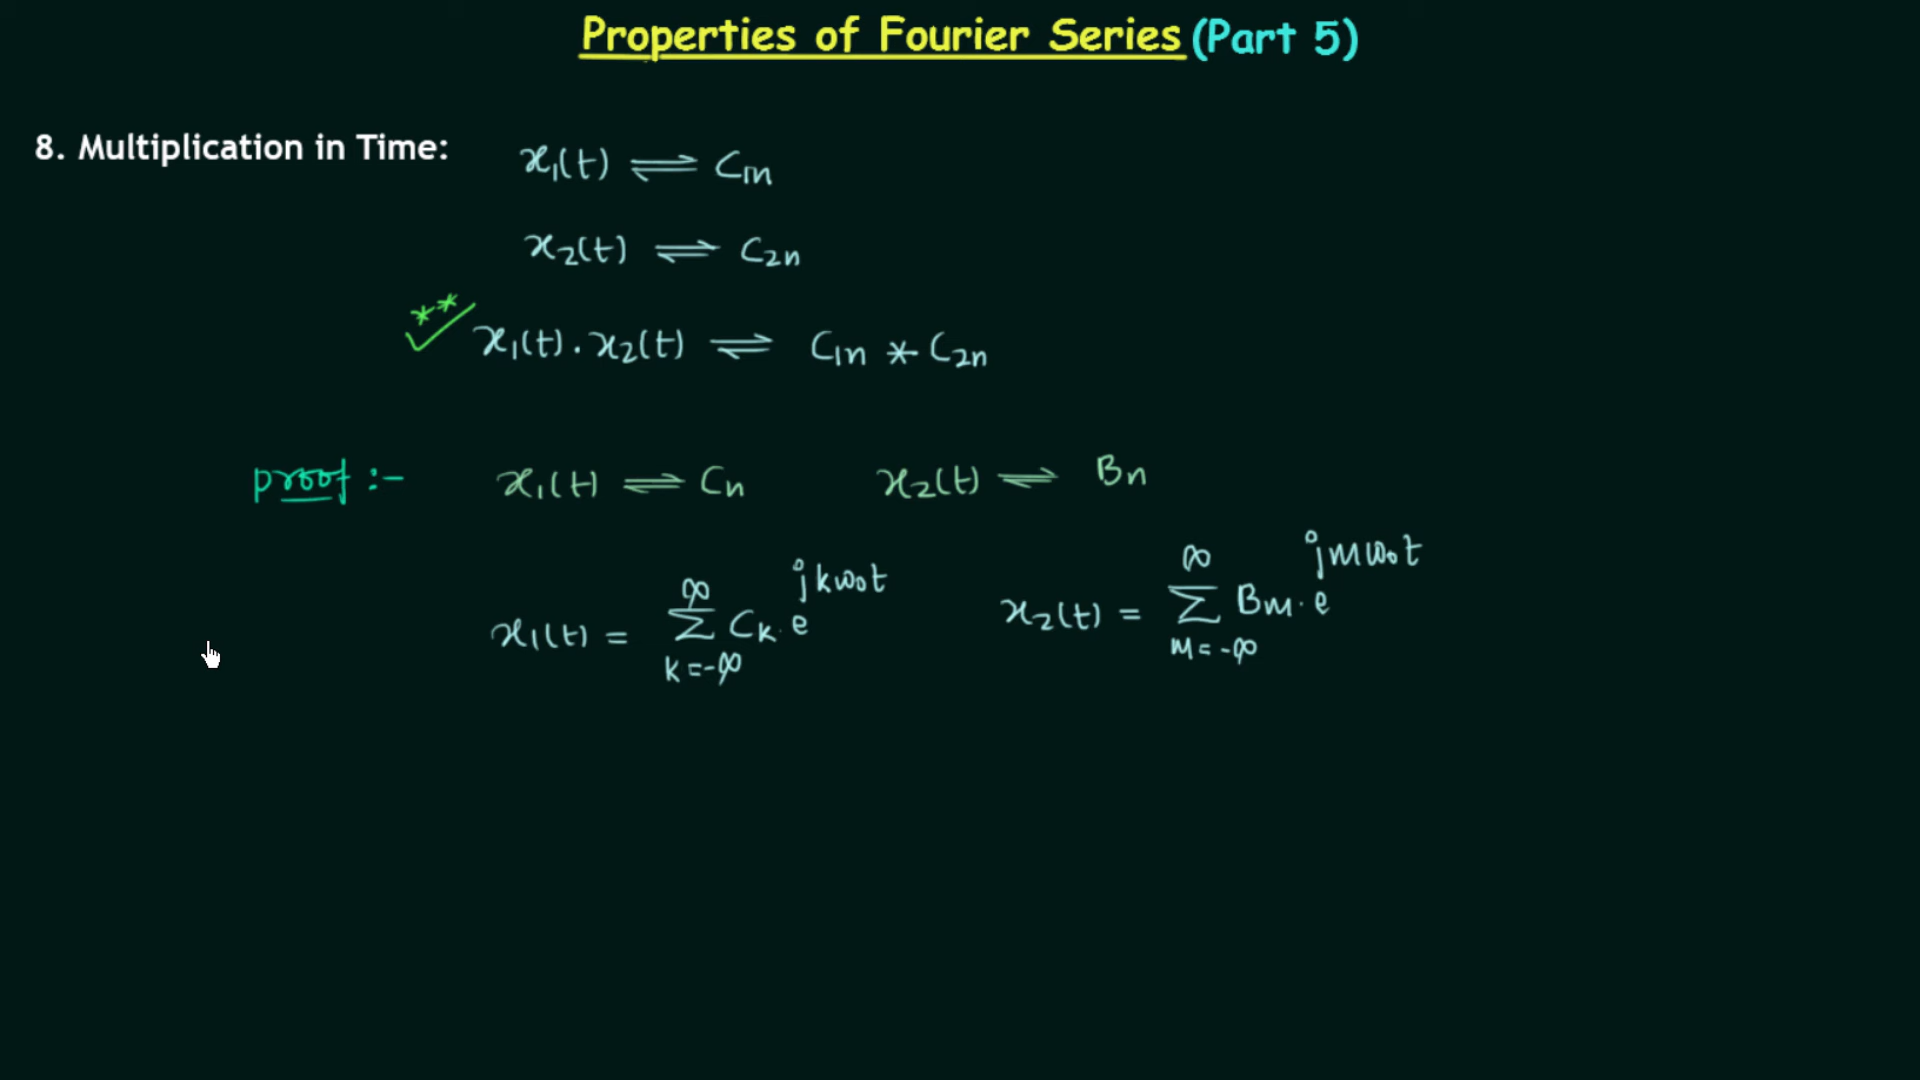 Properties of Fourier Series (Part 5)
8. Multiplication in Time: x₁(t) ⇌ C₁n
x₂(t) ⇌ C₂n
** ✓ x₁(t) . x₂(t) ⇌ C₁n * C₂n
proof :- x₁(t) ⇌ Cn x₂(t) ⇌ Bn
x₁(t) = ∞ Σ k=-∞ Ck . e^jkω₀t x₂(t) = ∞ Σ m=-∞ Bm . e^jmω₀t